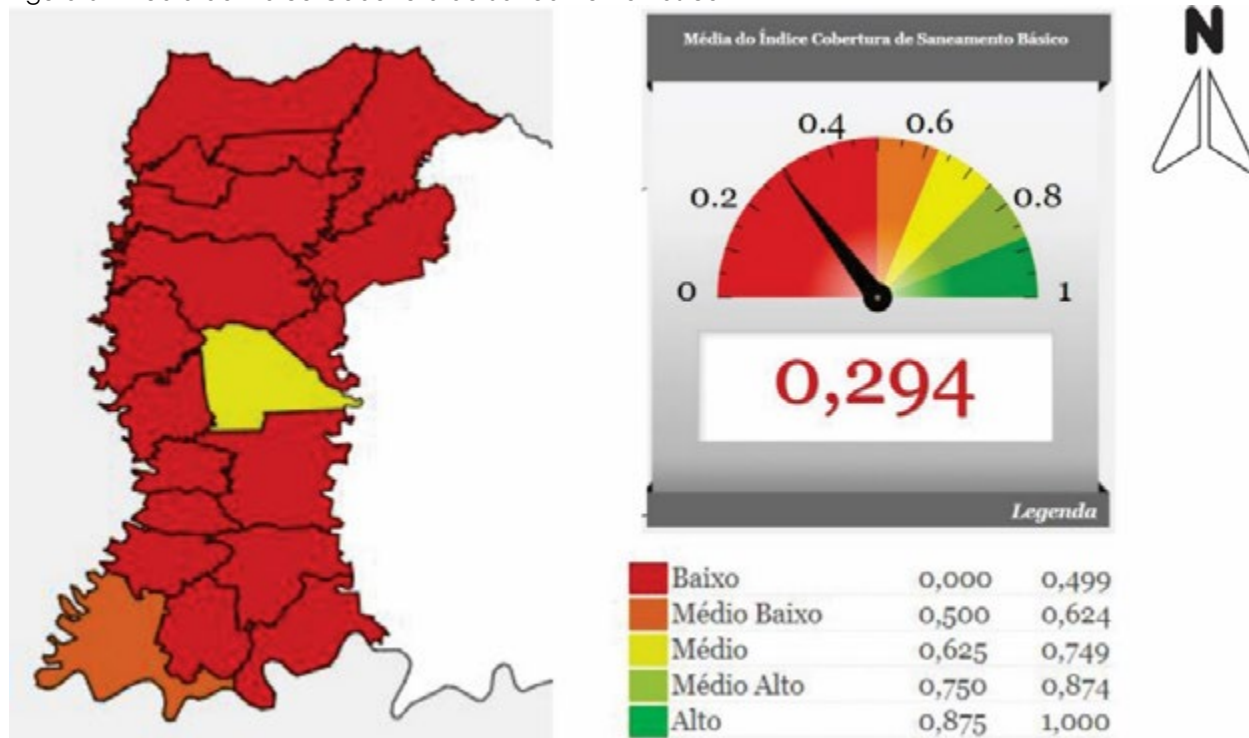 Média do Índice Cobertura de Saneamento Básico
N
0.4
0.6
0.2
0.8
0
1
0,294
Legenda
Baixo 0,000 0,499
Médio Baixo 0,500 0,624
Médio 0,625 0,749
Médio Alto 0,750 0,874
Alto 0,875 1,000